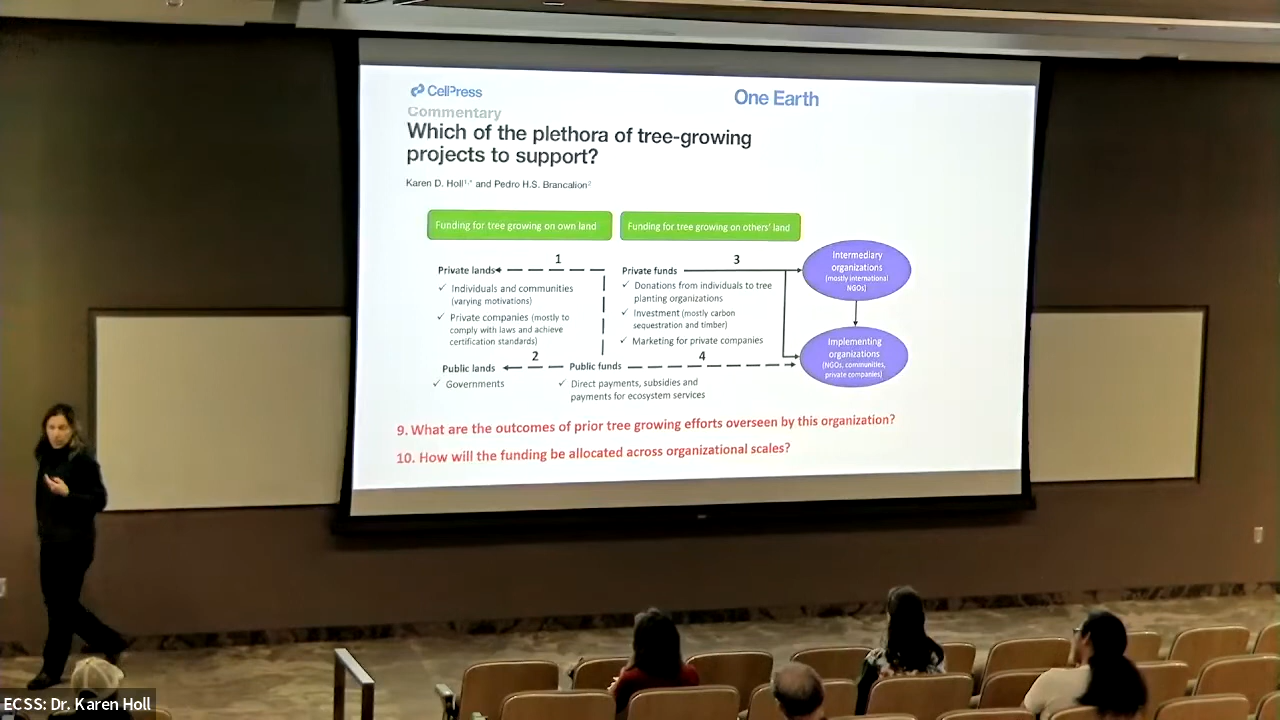 CellPress
One Earth
Commentary
Which of the plethora of tree-growing
projects to support?
Karen D. Holl¹,* and Pedro H.S. Brancalion²
Funding for tree growing on own land
Funding for tree growing on others' land
1
Private lands
✓ Individuals and communities
(varying motivations)
✓ Private companies (mostly to
comply with laws and achieve
certification standards)
2
Public lands
✓ Governments
3
Private funds
✓ Donations from individuals to tree
planting organizations
✓ Investment (mostly carbon
sequestration and timber)
✓ Marketing for private companies
4
Public funds
✓ Direct payments, subsidies and
payments for ecosystem services
Intermediary
organizations
(mostly international
NGOs)
Implementing
organizations
(NGOs, communities,
private companies)
9. What are the outcomes of prior tree growing efforts overseen by this organization?
10. How will the funding be allocated across organizational scales?
ECSS: Dr. Karen Holl